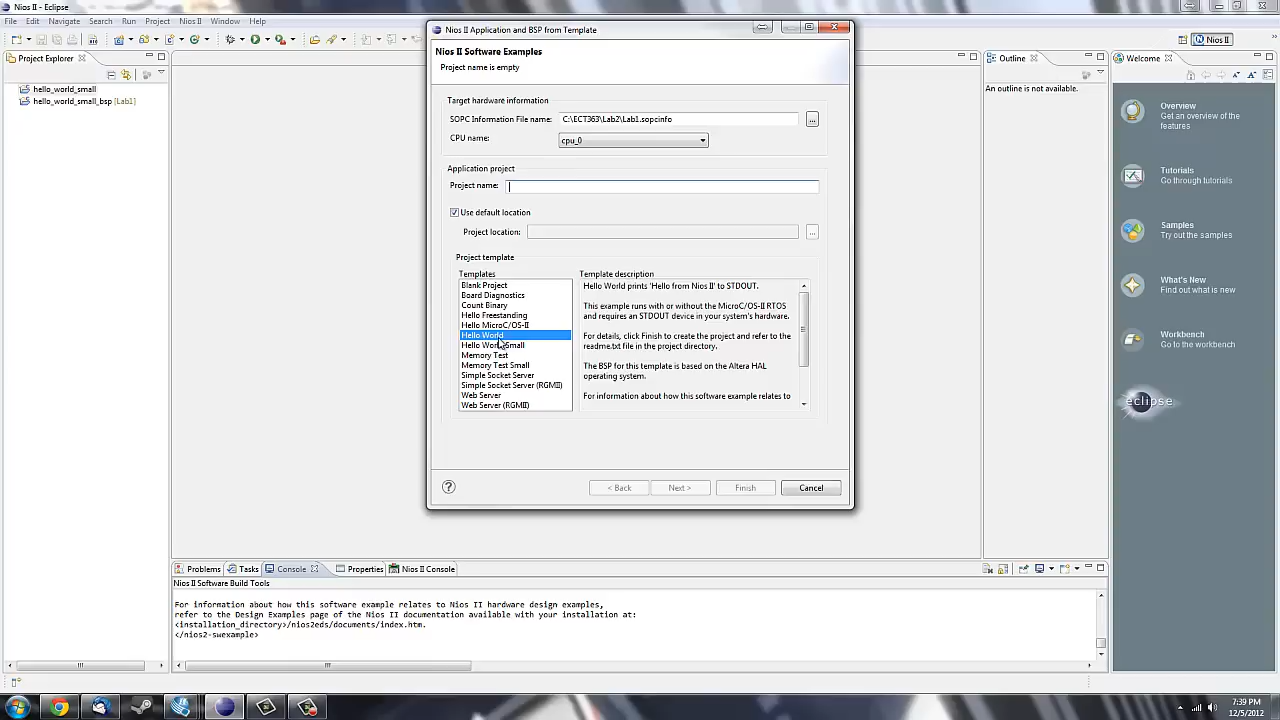 Nios II - Eclipse
File Edit Navigate Search Run Project Nios II Window Help
Nios II
Project Explorer
hello_world_small
hello_world_small_bsp [Lab1]
Nios II Application and BSP from Template
Nios II Software Examples
Project name is empty
Target hardware information
SOPC Information File name: C:\ECT363\Lab2\Lab1.sopcinfo ...
CPU name: cpu_0
Application project
Project name:
Use default location
Project location: ...
Project template
Templates
Blank Project
Board Diagnostics
Count Binary
Hello Freestanding
Hello MicroC/OS-II
Hello World
Hello World Small
Memory Test
Memory Test Small
Simple Socket Server
Simple Socket Server (RGMII)
Web Server
Web Server (RGMII)
Template description
Hello World prints 'Hello from Nios II' to STDOUT.
This example runs with or without the MicroC/OS-II RTOS
and requires an STDOUT device in your system's hardware.
For details, click Finish to create the project and refer to the
readme.txt file in the project directory.
The BSP for this template is based on the Altera HAL
operating system.
For information about how this software example relates to
? < Back Next > Finish Cancel
Outline
An outline is not available.
Welcome
Overview
Get an overview of the
features
Tutorials
Go through tutorials
Samples
Try out the samples
What's New
Find out what is new
Workbench
Go to the workbench
eclipse
Problems Tasks Console Properties Nios II Console
Nios II Software Build Tools
For information about how this software example relates to Nios II hardware design examples,
refer to the Design Examples page of the Nios II documentation available with your installation at:
<installation_directory>/nios2eds/documents/index.htm.
</nios2-swexample>
7:39 PM
12/5/2012